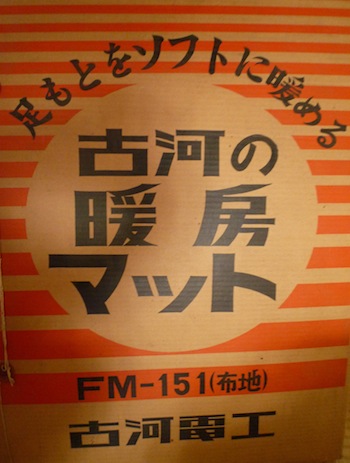 足もとをソフトに暖める
古河の
暖房
マット
FM-151(布地)
古河電工